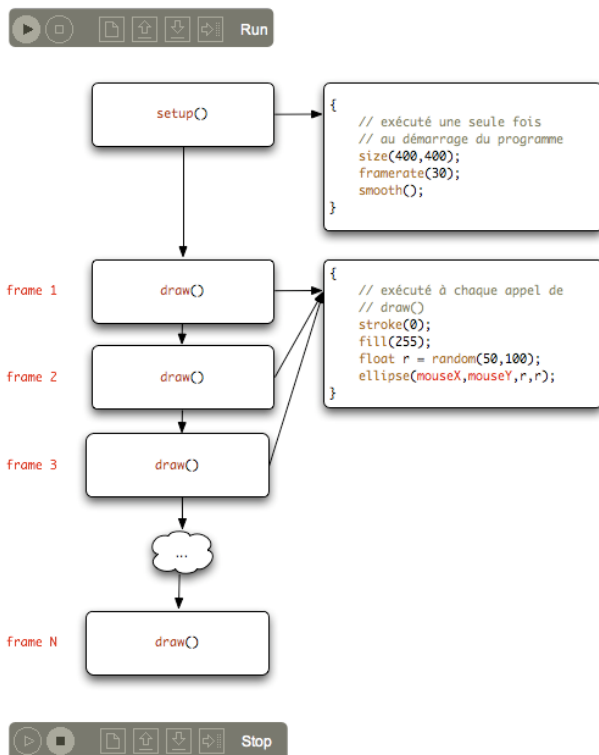 Run
setup()
{
// exécuté une seule fois
// au démarrage du programme
size(400,400);
framerate(30);
smooth();
}
frame 1
draw()
{
// exécuté à chaque appel de
// draw()
stroke(0);
fill(255);
float r = random(50,100);
ellipse(mouseX,mouseY,r,r);
}
frame 2
draw()
frame 3
draw()
...
frame N
draw()
Stop